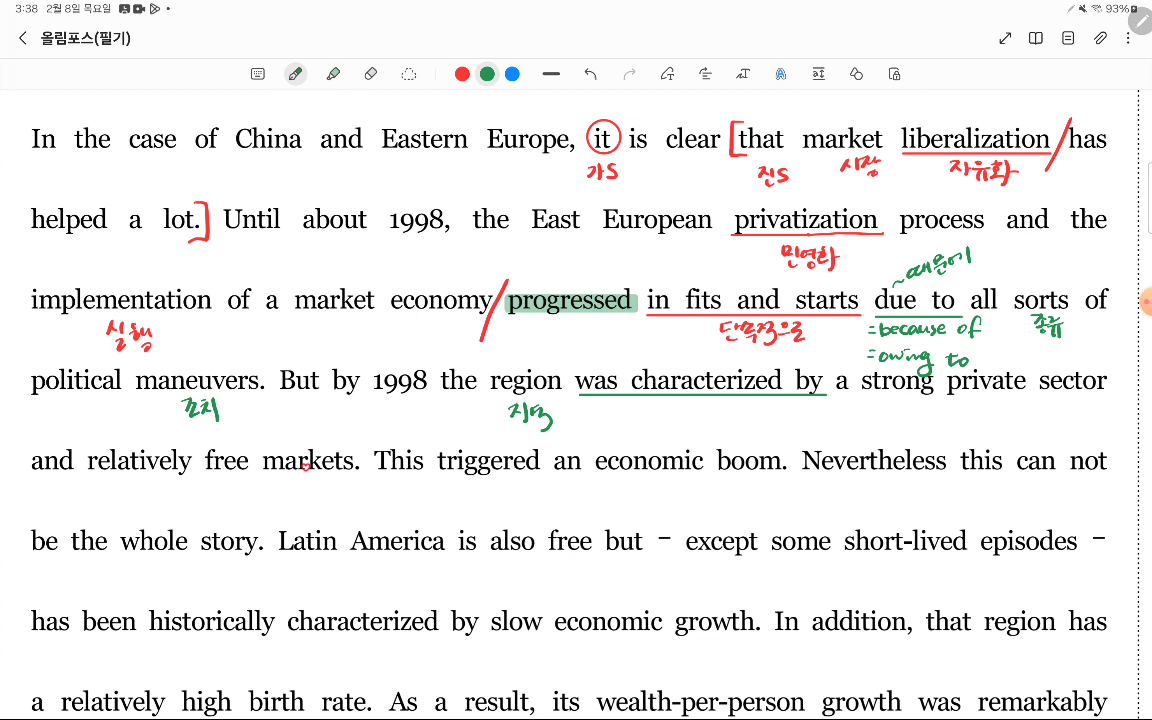 3:38 2월 8일 목요일
93%
올림포스(필기)
In the case of China and Eastern Europe, it is clear [that market liberalization / has
가S 진S 시장 자유화
helped a lot.] Until about 1998, the East European privatization process and the
민영화 ~때문에
implementation of a market economy / progressed in fits and starts due to all sorts of
실행 단속적으로 =because of 종류
=owing to
political maneuvers. But by 1998 the region was characterized by a strong private sector
조치 지역
and relatively free markets. This triggered an economic boom. Nevertheless this can not
be the whole story. Latin America is also free but – except some short-lived episodes –
has been historically characterized by slow economic growth. In addition, that region has
a relatively high birth rate. As a result, its wealth-per-person growth was remarkably